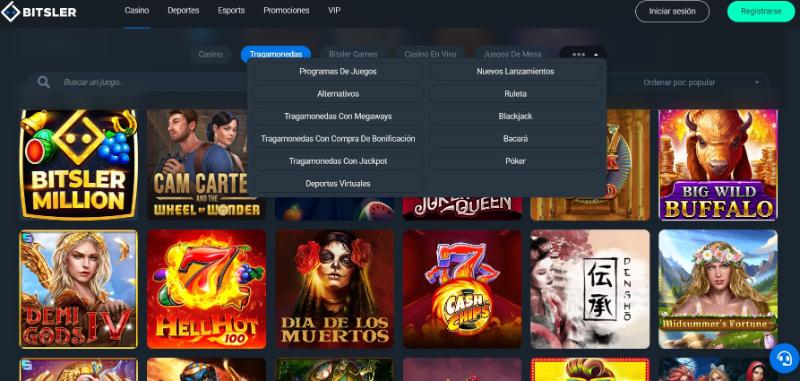 BITSLER
Casino Deportes Esports Promociones VIP
Iniciar sesión
Registrarse
Casino Tragamonedas Bitsler Games Casino En Vivo Juegos De Mesa
Buscar un juego...
Ordenar por: popular
Programas De Juegos
Nuevos Lanzamientos
Alternativos
Ruleta
Tragamonedas Con Megaways
Blackjack
Tragamonedas Con Compra De Bonificación
Bacará
Tragamonedas Con Jackpot
Póker
Deportes Virtuales
BITSLER
MILLION
CAM CARTE
AND THE
WHEEL OF WONDER
JOKER
QUEEN
BIG WILD
BUFFALO
DEMI
GODS IV
7
HELL HOT
100
DIA DE LOS
MUERTOS
7
CASH
CHIPS
伝承
DENSHO
Midsummer's Fortune